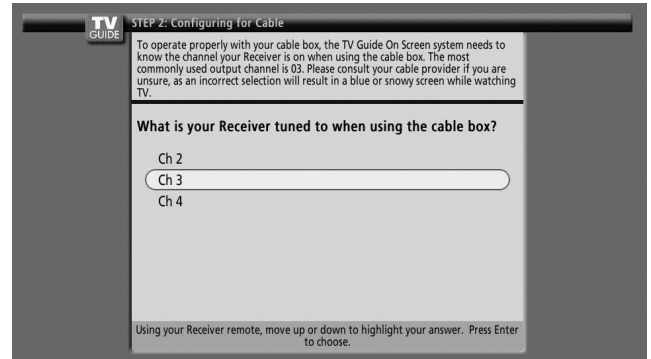 TV
GUIDE
STEP 2: Configuring for Cable
To operate properly with your cable box, the TV Guide On Screen system needs to
know the channel your Receiver is on when using the cable box. The most
commonly used output channel is 03. Please consult your cable provider if you are
unsure, as an incorrect selection will result in a blue or snowy screen while watching
TV.
What is your Receiver tuned to when using the cable box?
Ch 2
Ch 3
Ch 4
Using your Receiver remote, move up or down to highlight your answer. Press Enter
to choose.